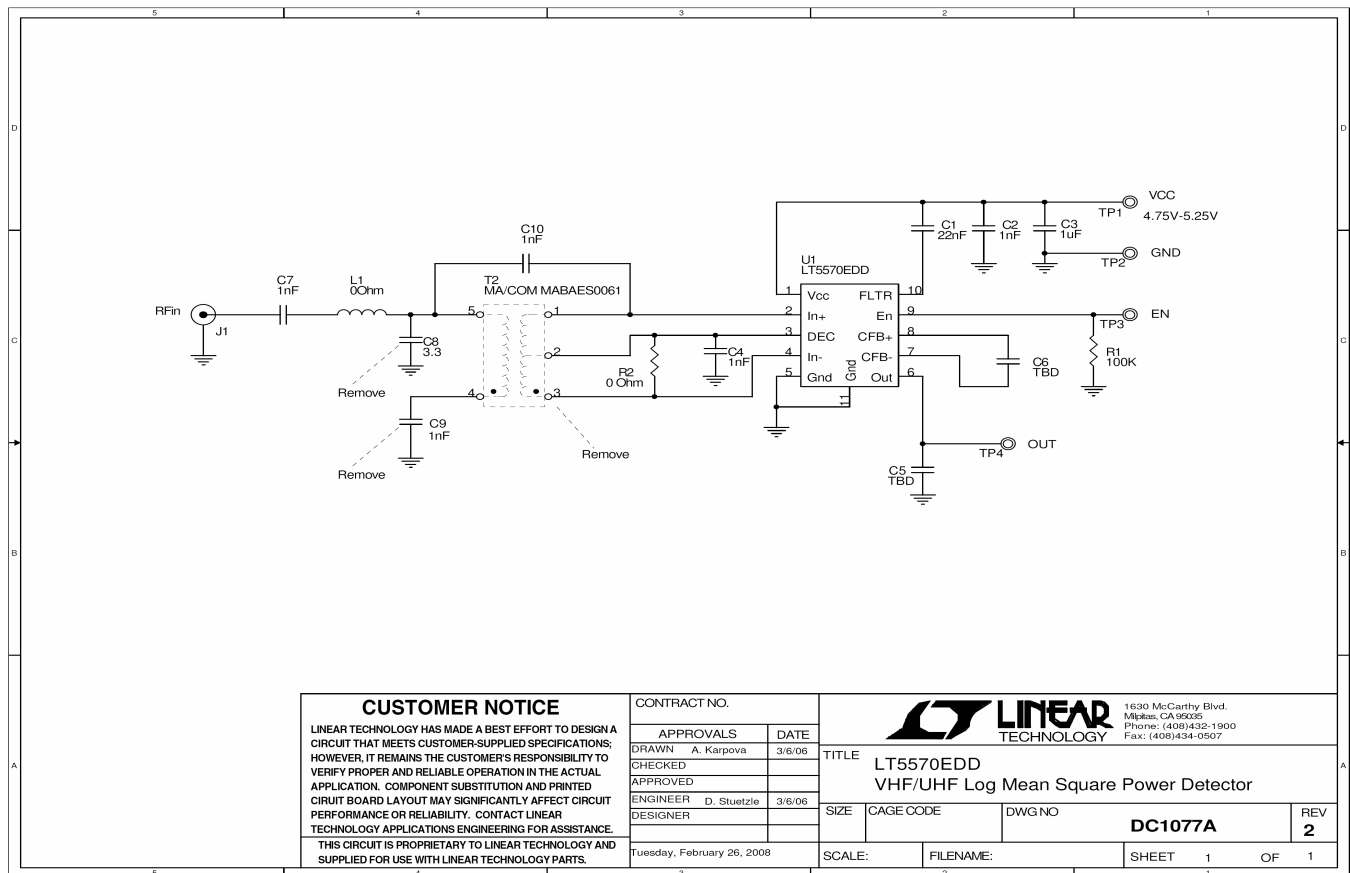 5 4 3 2 1
D D
VCC
TP1
4.75V-5.25V
C1
22nF
C2
1nF
C3
1uF
GND
TP2
C10
1nF
U1
LT5570EDD
C7
1nF
L1
0Ohm
T2
MA/COM MABAES0061
1 Vcc FLTR 10
RFin
J1
5 1
2 In+ En 9
TP3
EN
3 DEC CFB+ 8
4 In- CFB- 7
5 Gnd Out 6
Gnd
11
C8
3.3
2
C4
1nF
R2
0 Ohm
C6
TBD
R1
100K
C C
Remove
4 3
C9
1nF
Remove
Remove
OUT
TP4
C5
TBD
B B
A A
CUSTOMER NOTICE
LINEAR TECHNOLOGY HAS MADE A BEST EFFORT TO DESIGN A
CIRCUIT THAT MEETS CUSTOMER-SUPPLIED SPECIFICATIONS;
HOWEVER, IT REMAINS THE CUSTOMER'S RESPONSIBILITY TO
VERIFY PROPER AND RELIABLE OPERATION IN THE ACTUAL
APPLICATION. COMPONENT SUBSTITUTION AND PRINTED
CIRUIT BOARD LAYOUT MAY SIGNIFICANTLY AFFECT CIRCUIT
PERFORMANCE OR RELIABILITY. CONTACT LINEAR
TECHNOLOGY APPLICATIONS ENGINEERING FOR ASSISTANCE.
THIS CIRCUIT IS PROPRIETARY TO LINEAR TECHNOLOGY AND
SUPPLIED FOR USE WITH LINEAR TECHNOLOGY PARTS.
CONTRACT NO.
APPROVALS DATE
DRAWN A. Karpova 3/6/06
CHECKED
APPROVED
ENGINEER D. Stuetzle 3/6/06
DESIGNER
Tuesday, February 26, 2008
LINEAR
TECHNOLOGY
1630 McCarthy Blvd.
Milpitas, CA 95035
Phone: (408)432-1900
Fax: (408)434-0507
TITLE
LT5570EDD
VHF/UHF Log Mean Square Power Detector
SIZE CAGE CODE DWG NO REV
DC1077A 2
SCALE: FILENAME: SHEET 1 OF 1
5 4 3 2 1